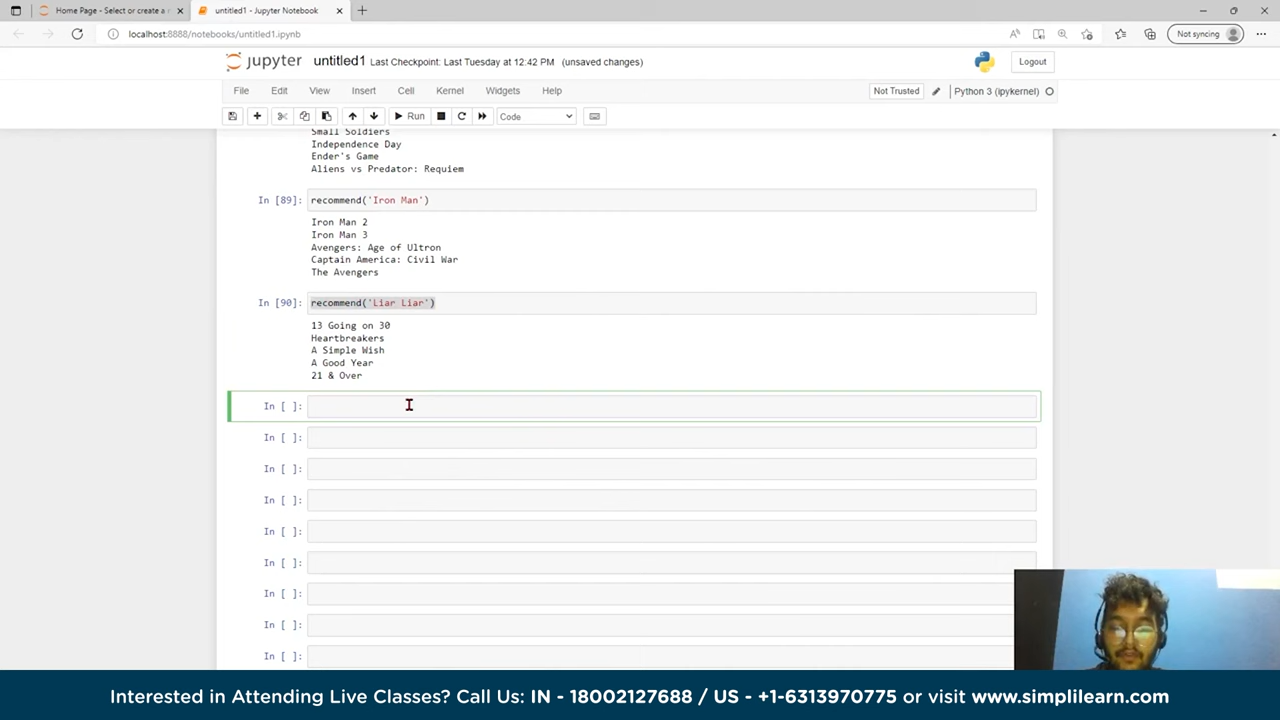 Home Page - Select or create a n
untitled1 - Jupyter Notebook
localhost:8888/notebooks/untitled1.ipynb
Not syncing
jupyter untitled1 Last Checkpoint: Last Tuesday at 12:42 PM (unsaved changes)
Logout
File Edit View Insert Cell Kernel Widgets Help
Not Trusted
Python 3 (ipykernel)
Run
Code
Small Soldiers
Independence Day
Ender's Game
Aliens vs Predator: Requiem
In [89]: recommend('Iron Man')
Iron Man 2
Iron Man 3
Avengers: Age of Ultron
Captain America: Civil War
The Avengers
In [90]: recommend('Liar Liar')
13 Going on 30
Heartbreakers
A Simple Wish
A Good Year
21 & Over
In [ ]:
In [ ]:
In [ ]:
In [ ]:
In [ ]:
In [ ]:
In [ ]:
In [ ]:
In [ ]:
Interested in Attending Live Classes? Call Us: IN - 18002127688 / US - +1-6313970775 or visit www.simplilearn.com